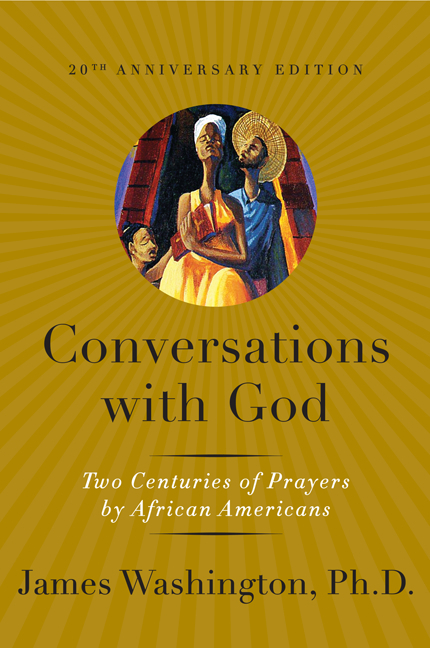 20TH ANNIVERSARY EDITION
Conversations
with God
Two Centuries of Prayers
by African Americans
James Washington, Ph.D.